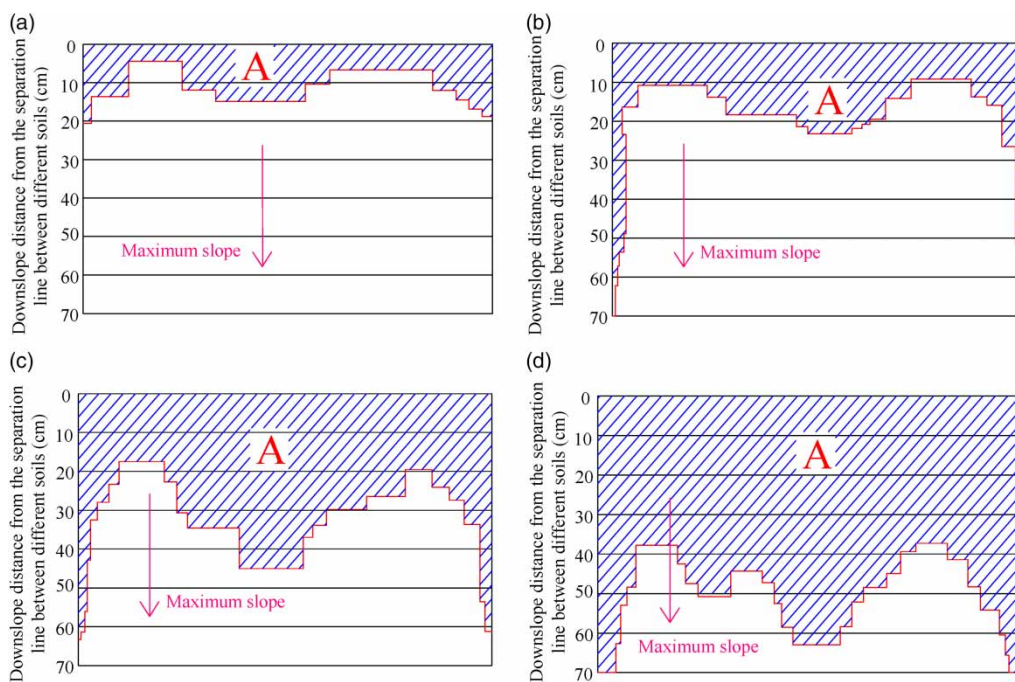 (a)
Downslope distance from the separation
line between different soils (cm)
0
10
20
30
40
50
60
70
A
Maximum slope
(b)
Downslope distance from the separation
line between different soils (cm)
0
10
20
30
40
50
60
70
A
Maximum slope
(c)
Downslope distance from the separation
line between different soils (cm)
0
10
20
30
40
50
60
70
A
Maximum slope
(d)
Downslope distance from the separation
line between different soils (cm)
0
10
20
30
40
50
60
70
A
Maximum slope